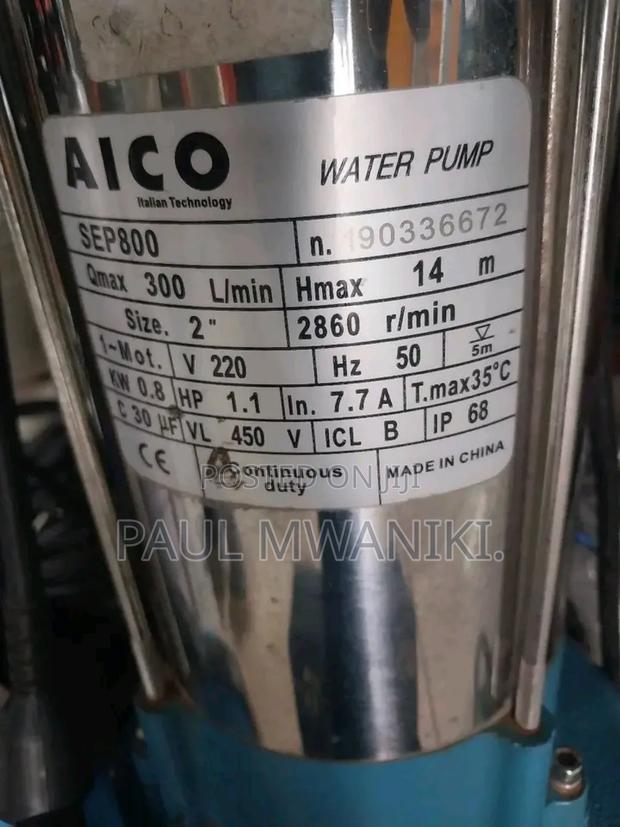 AICO
Italian Technology
WATER PUMP
SEP800 n. 190336672
Qmax 300 L/min Hmax 14 m
Size. 2" 2860 r/min
1~Mot. V 220 Hz 50 5m
KW 0.8 HP 1.1 In. 7.7 A T.max35°C
C 30 µF VL 450 V ICL B IP 68
CE Continuous duty MADE IN CHINA
POSTED ON JIJI
PAUL MWANIKI.